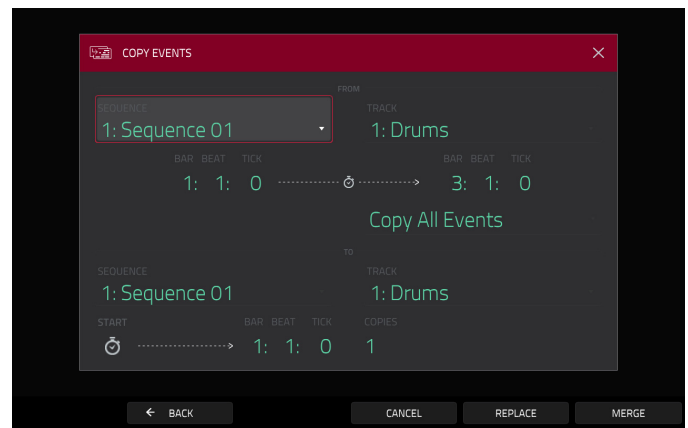 COPY EVENTS
FROM
SEQUENCE TRACK
1: Sequence 01 1: Drums
BAR BEAT TICK BAR BEAT TICK
1: 1: 0 3: 1: 0
Copy All Events
TO
SEQUENCE TRACK
1: Sequence 01 1: Drums
START BAR BEAT TICK COPIES
1: 1: 0 1
BACK CANCEL REPLACE MERGE